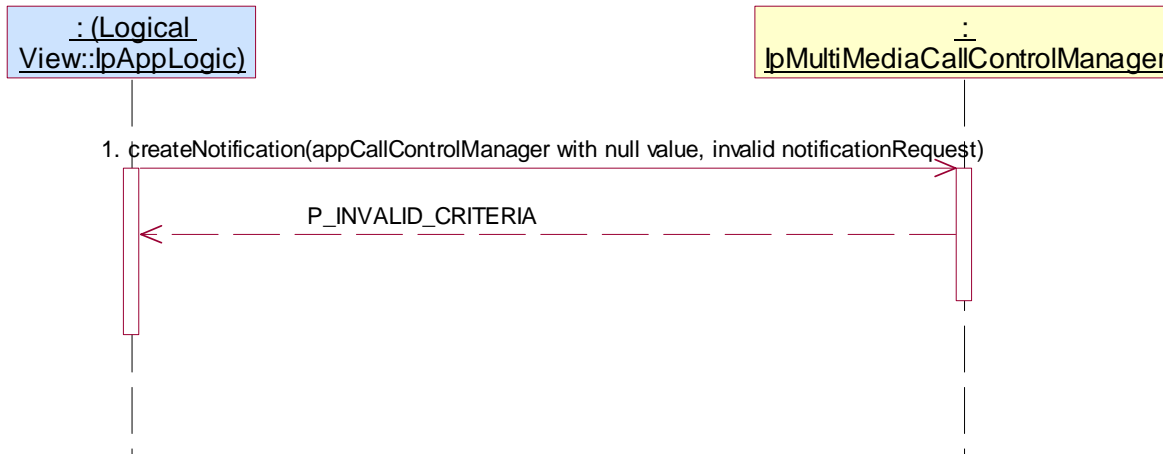 : (Logical
View::IpAppLogic)
:
IpMultiMediaCallControlManager
1. createNotification(appCallControlManager with null value, invalid notificationRequest)
P_INVALID_CRITERIA